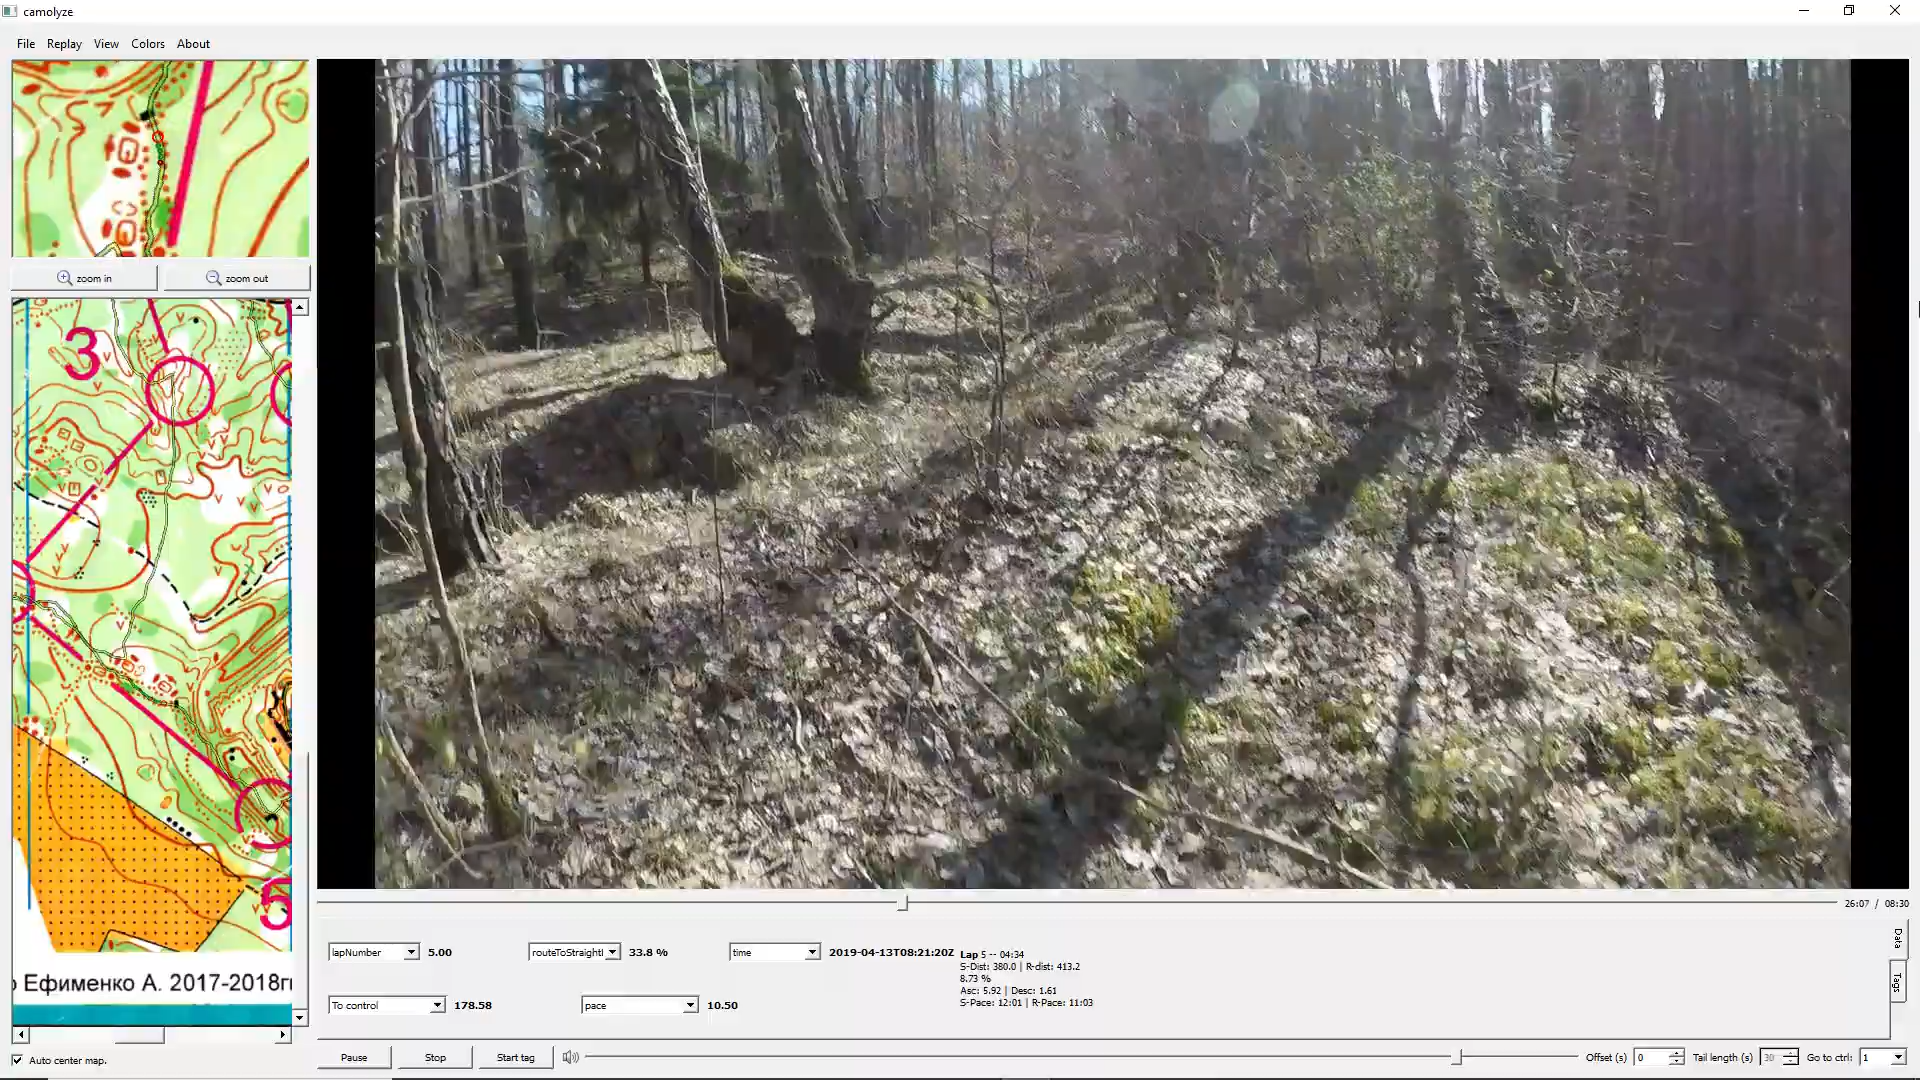 camolyze
File Replay View Colors About
zoom in zoom out
3
5
Ефименко А. 2017-2018г
Auto center map.
26:07 / 08:30
lapNumber 5.00 routeToStraightl 33.8 % time 2019-04-13T08:21:20Z
To control 178.58 pace 10.50
Lap 5 -- 04:34
S-Dist: 380.0 | R-dist: 413.2
8.73 %
Asc: 5.92 | Desc: 1.61
S-Pace: 12:01 | R-Pace: 11:03
Data
Tags
Pause Stop Start tag Offset (s) 0 Tail length (s) 30 Go to ctrl: 1